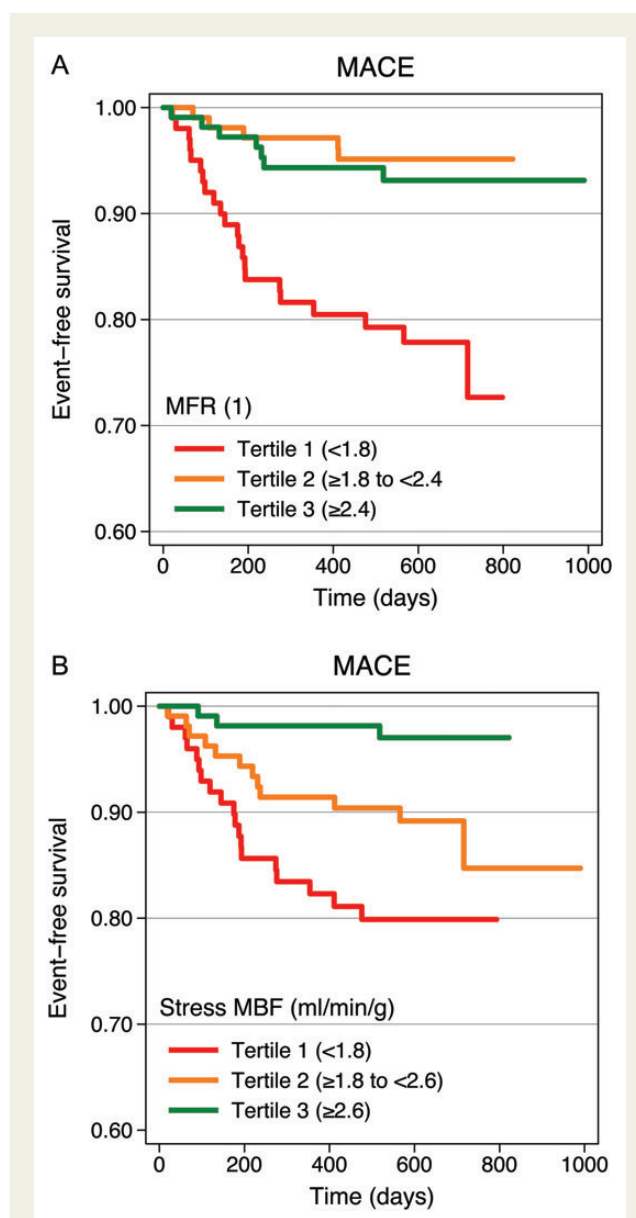 A
MACE
1.00
0.90
0.80
0.70
0.60
Event-free survival
MFR (1)
Tertile 1 (<1.8)
Tertile 2 (≥1.8 to <2.4
Tertile 3 (≥2.4)
0 200 400 600 800 1000
Time (days)
B
MACE
1.00
0.90
0.80
0.70
0.60
Event-free survival
Stress MBF (ml/min/g)
Tertile 1 (<1.8)
Tertile 2 (≥1.8 to <2.6)
Tertile 3 (≥2.6)
0 200 400 600 800 1000
Time (days)